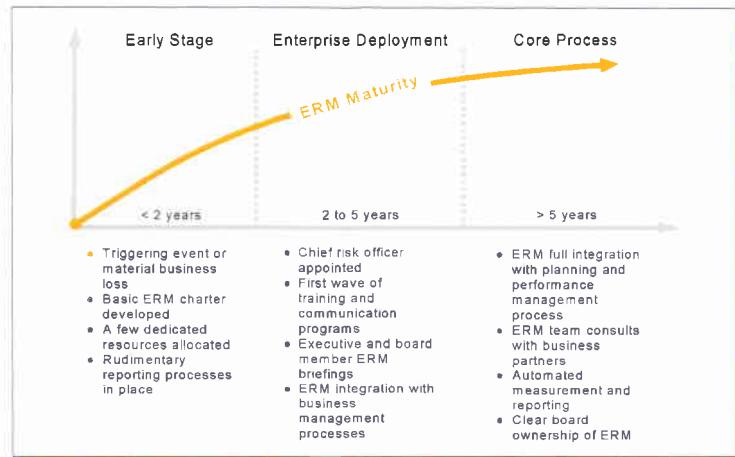 Early Stage
Enterprise Deployment
Core Process
ERM Maturity
< 2 years
2 to 5 years
> 5 years
• Triggering event or
material business
loss
• Basic ERM charter
developed
• A few dedicated
resources allocated
• Rudimentary
reporting processes
in place
• Chief risk officer
appointed
• First wave of
training and
communication
programs
• Executive and board
member ERM
briefings
• ERM integration with
business
management
processes
• ERM full integration
with planning and
performance
management
process
• ERM team consults
with business
partners
• Automated
measurement and
reporting
• Clear board
ownership of ERM